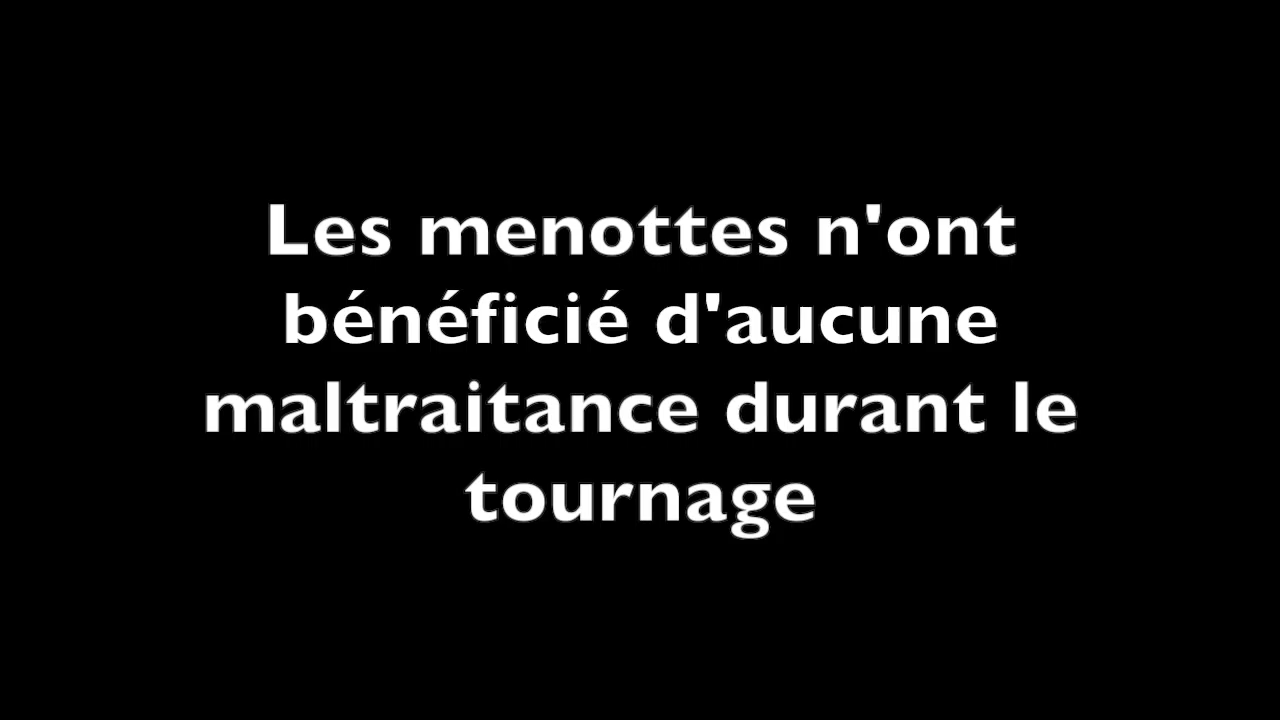 Les menottes n'ont
bénéficié d'aucune
maltraitance durant le
tournage